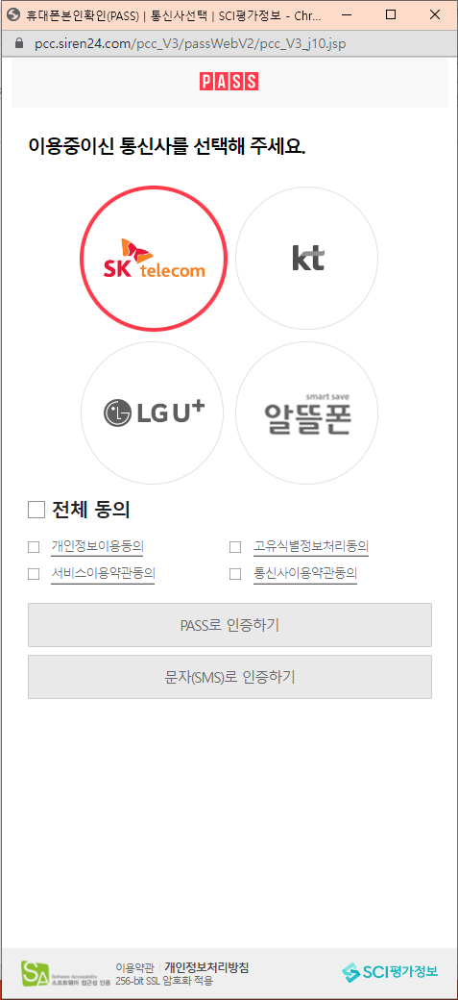 휴대폰본인확인(PASS) | 통신사선택 | SCI평가정보 - Chr...
pcc.siren24.com/pcc_V3/passWebV2/pcc_V3_j10.jsp
PASS
이용중이신 통신사를 선택해 주세요.
SK telecom
kt
LG U+
smart save
알뜰폰
전체 동의
개인정보이용동의
고유식별정보처리동의
서비스이용약관동의
통신사이용약관동의
PASS로 인증하기
문자(SMS)로 인증하기
SA
Software Accessibility
소프트웨어 접근성 인증
이용약관 | 개인정보처리방침
256-bit SSL 암호화 적용
SCI평가정보